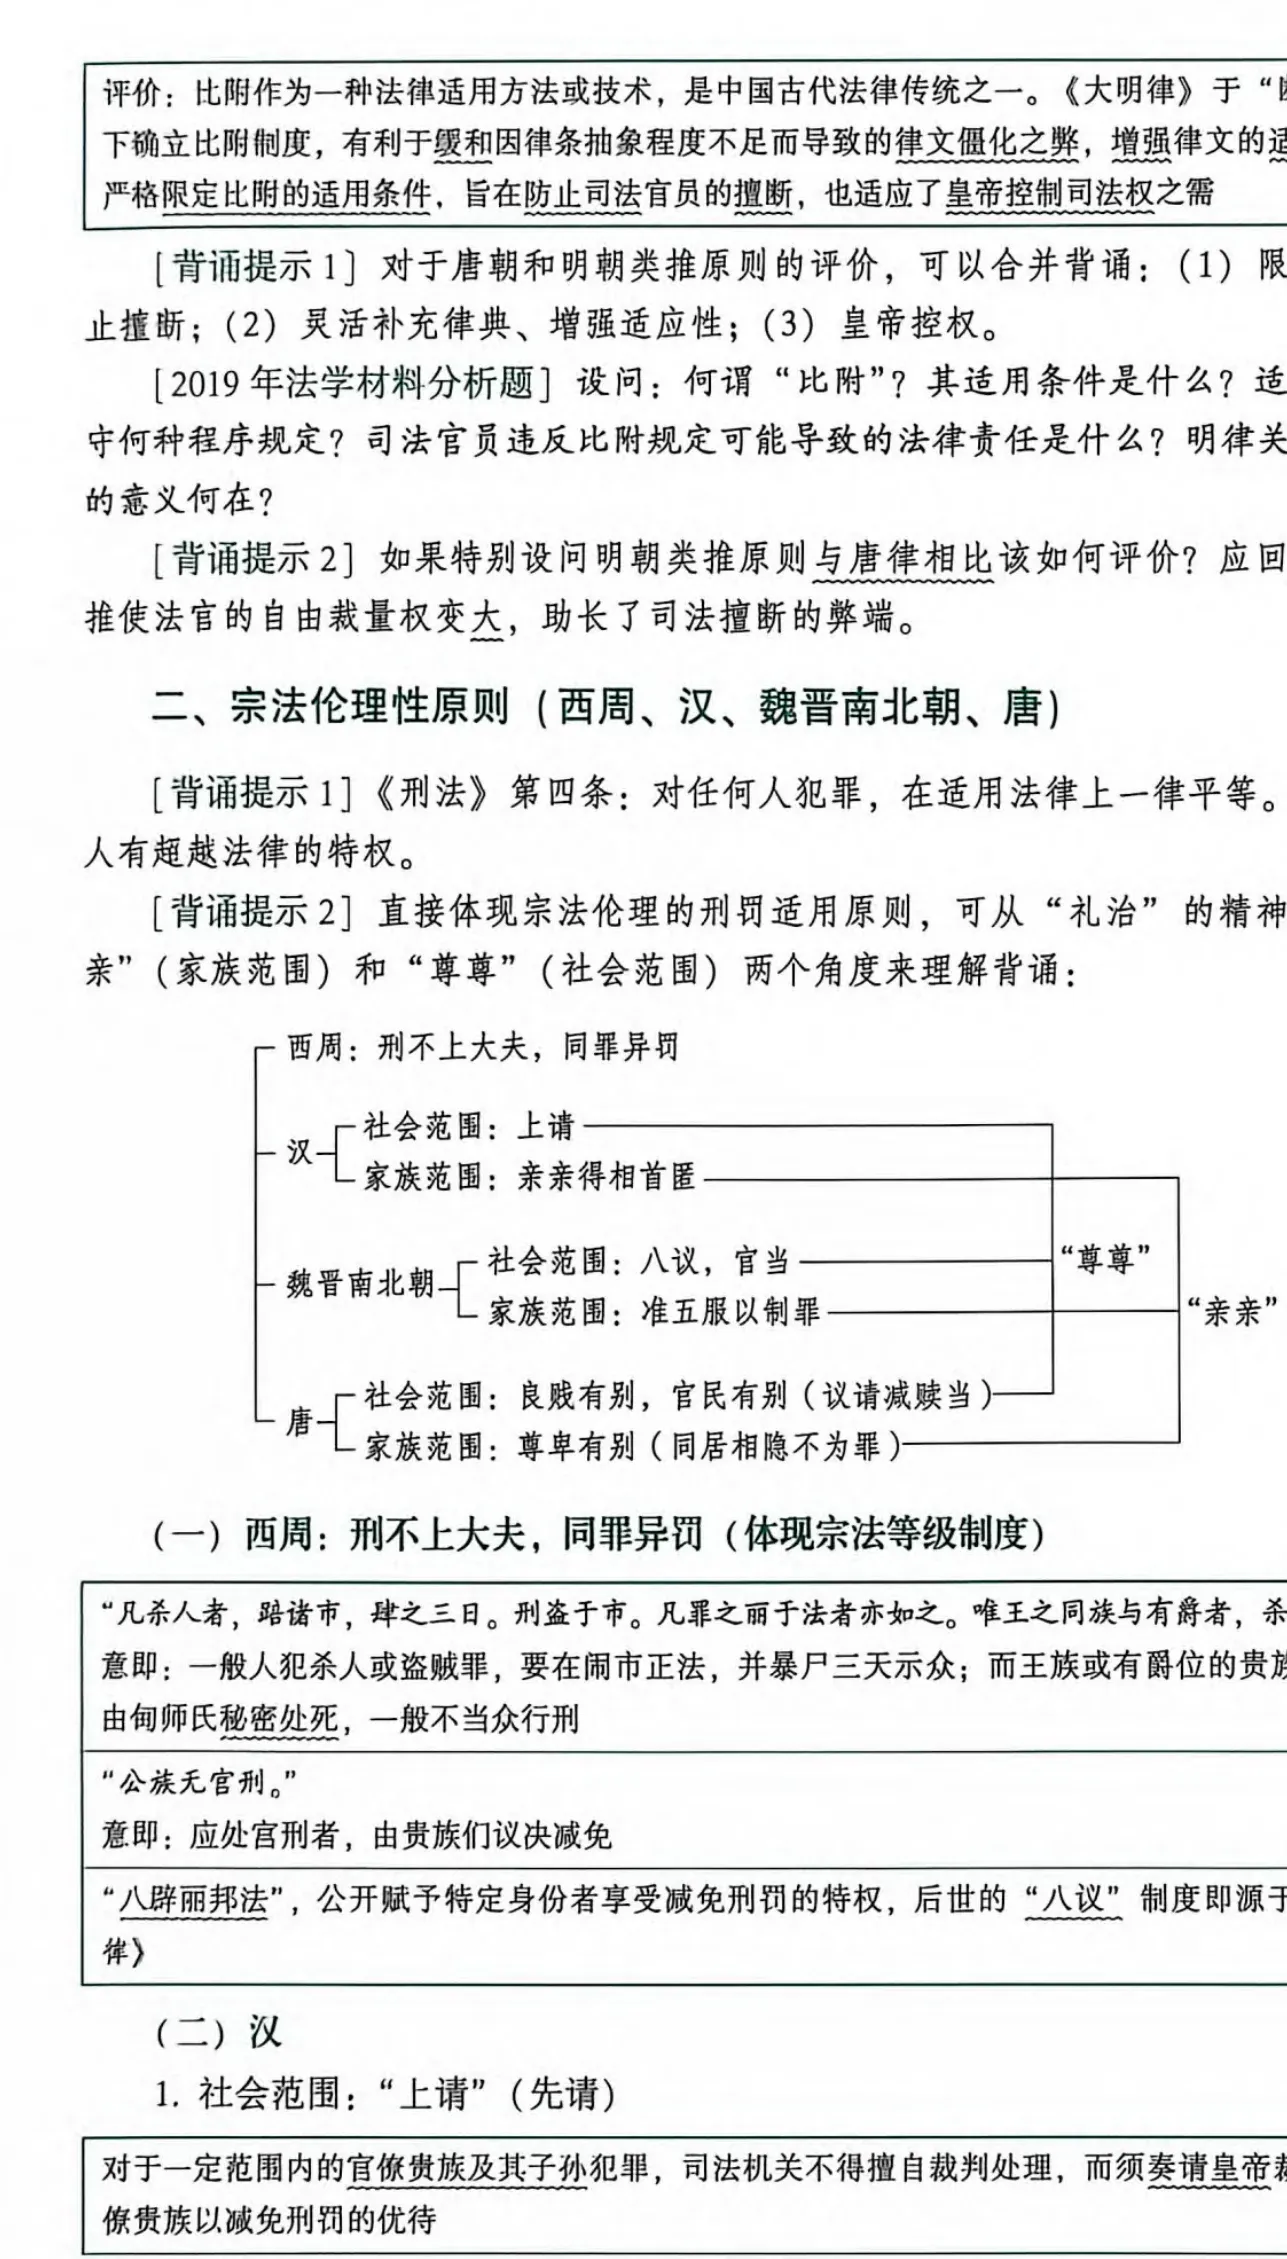 评价：比附作为一种法律适用方法或技术，是中国古代法律传统之一。《大明律》于“
下确立比附制度，有利于缓和因律条抽象程度不足而导致的律文僵化之弊，增强律文的适
严格限定比附的适用条件，旨在防止司法官员的擅断，也适应了皇帝控制司法权之需
［背诵提示1］对于唐朝和明朝类推原则的评价，可以合并背诵：（1）限
止擅断；（2）灵活补充律典、增强适应性；（3）皇帝控权。
［2019年法学材料分析题］设问：何谓“比附”？其适用条件是什么？适
守何种程序规定？司法官员违反比附规定可能导致的法律责任是什么？明律关
的意义何在？
［背诵提示2］如果特别设问明朝类推原则与唐律相比该如何评价？应回
推使法官的自由裁量权变大，助长了司法擅断的弊端。
二、宗法伦理性原则（西周、汉、魏晋南北朝、唐）
［背诵提示1］《刑法》第四条：对任何人犯罪，在适用法律上一律平等。
人有超越法律的特权。
［背诵提示2］直接体现宗法伦理的刑罚适用原则，可从“礼治”的精神
亲”（家族范围）和“尊尊”（社会范围）两个角度来理解背诵：
西周：刑不上大夫，同罪异罚
社会范围：上请
汉
家族范围：亲亲得相首匿
社会范围：八议，官当
“尊尊”
魏晋南北朝
家族范围：准五服以制罪
“亲亲”
社会范围：良贱有别，官民有别（议请减赎当）
唐
家族范围：尊卑有别（同居相隐不为罪）
（一）西周：刑不上大夫，同罪异罚（体现宗法等级制度）
“凡杀人者，踣诸市，肆之三日。刑盗于市。凡罪之丽于法者亦如之。唯王之同族与有爵者，杀
意即：一般人犯杀人或盗贼罪，要在闹市正法，并暴尸三天示众；而王族或有爵位的贵族
由甸师氏秘密处死，一般不当众行刑
“公族无宫刑。”
意即：应处宫刑者，由贵族们议决减免
“八辟丽邦法”，公开赋予特定身份者享受减免刑罚的特权，后世的“八议”制度即源于
律》
（二）汉
1. 社会范围：“上请”（先请）
对于一定范围内的官僚贵族及其子孙犯罪，司法机关不得擅自裁判处理，而须奏请皇帝裁
僚贵族以减免刑罚的优待